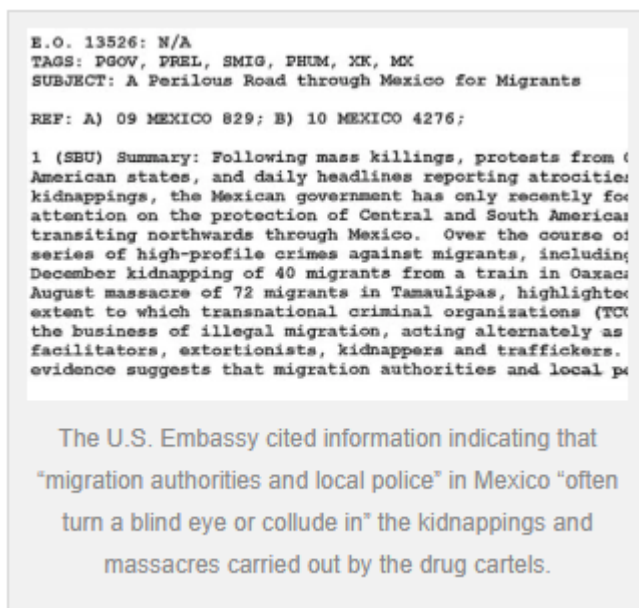 E.O. 13526: N/A
TAGS: PGOV, PREL, SMIG, PHUM, XK, MX
SUBJECT: A Perilous Road through Mexico for Migrants
REF: A) 09 MEXICO 829; B) 10 MEXICO 4276;
1 (SBU) Summary: Following mass killings, protests from
American states, and daily headlines reporting atrocities
kidnappings, the Mexican government has only recently
attention on the protection of Central and South American
transiting northwards through Mexico. Over the course of
series of high-profile crimes against migrants, including
December kidnapping of 40 migrants from a train in Oaxaca
August massacre of 72 migrants in Tamaulipas, highlighted
extent to which transnational criminal organizations
the business of illegal migration, acting alternately as
facilitators, extortionists, kidnappers and traffickers.
evidence suggests that migration authorities and local
The U.S. Embassy cited information indicating that
“migration authorities and local police” in Mexico “often
turn a blind eye or collude in” the kidnappings and
massacres carried out by the drug cartels.